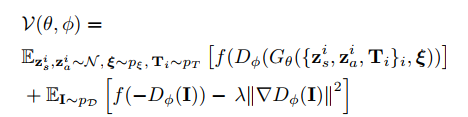 𝒱(θ, ϕ) =
𝔼_{𝐳_s^i, 𝐳_a^i∼𝒩, 𝝃∼p_ξ, 𝐓_i∼p_T} [f(D_ϕ(G_θ({𝐳_s^i, 𝐳_a^i, 𝐓_i}_i, 𝝃))]
+ 𝔼_{𝐈∼p_𝒟} [f(−D_ϕ(𝐈)) − λ‖∇D_ϕ(𝐈)‖²]